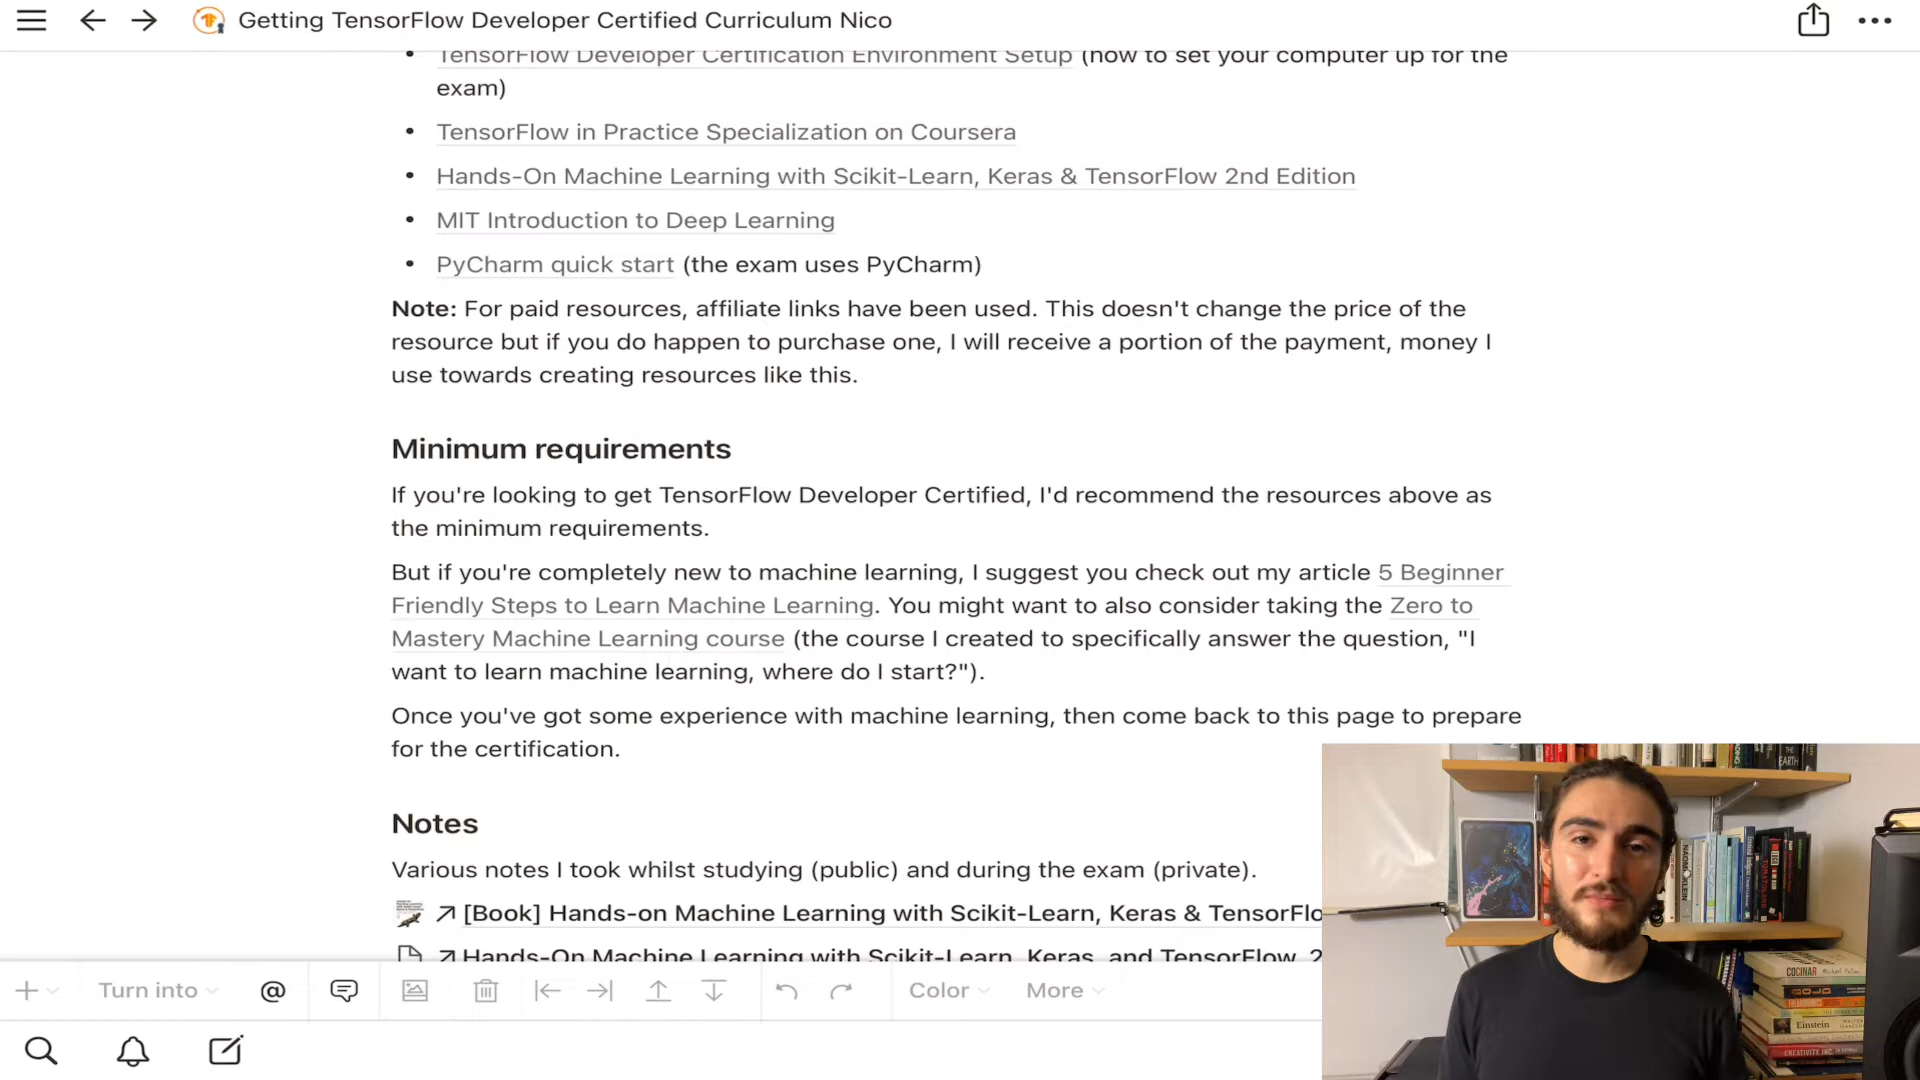 Getting TensorFlow Developer Certified Curriculum Nico
• TensorFlow Developer Certification Environment Setup (how to set your computer up for the
exam)
• TensorFlow in Practice Specialization on Coursera
• Hands-On Machine Learning with Scikit-Learn, Keras & TensorFlow 2nd Edition
• MIT Introduction to Deep Learning
• PyCharm quick start (the exam uses PyCharm)
Note: For paid resources, affiliate links have been used. This doesn't change the price of the
resource but if you do happen to purchase one, I will receive a portion of the payment, money I
use towards creating resources like this.
Minimum requirements
If you're looking to get TensorFlow Developer Certified, I'd recommend the resources above as
the minimum requirements.
But if you're completely new to machine learning, I suggest you check out my article 5 Beginner
Friendly Steps to Learn Machine Learning. You might want to also consider taking the Zero to
Mastery Machine Learning course (the course I created to specifically answer the question, "I
want to learn machine learning, where do I start?").
Once you've got some experience with machine learning, then come back to this page to prepare
for the certification.
Notes
Various notes I took whilst studying (public) and during the exam (private).
[Book] Hands-on Machine Learning with Scikit-Learn, Keras & TensorFlo
Hands-On Machine Learning with Scikit-Learn, Keras, and TensorFlow, 2
Turn into
@
Color
More
THE
EARTH
NAOMI KLEIN
COCINAR
Einstein
CREATIVITY, INC.